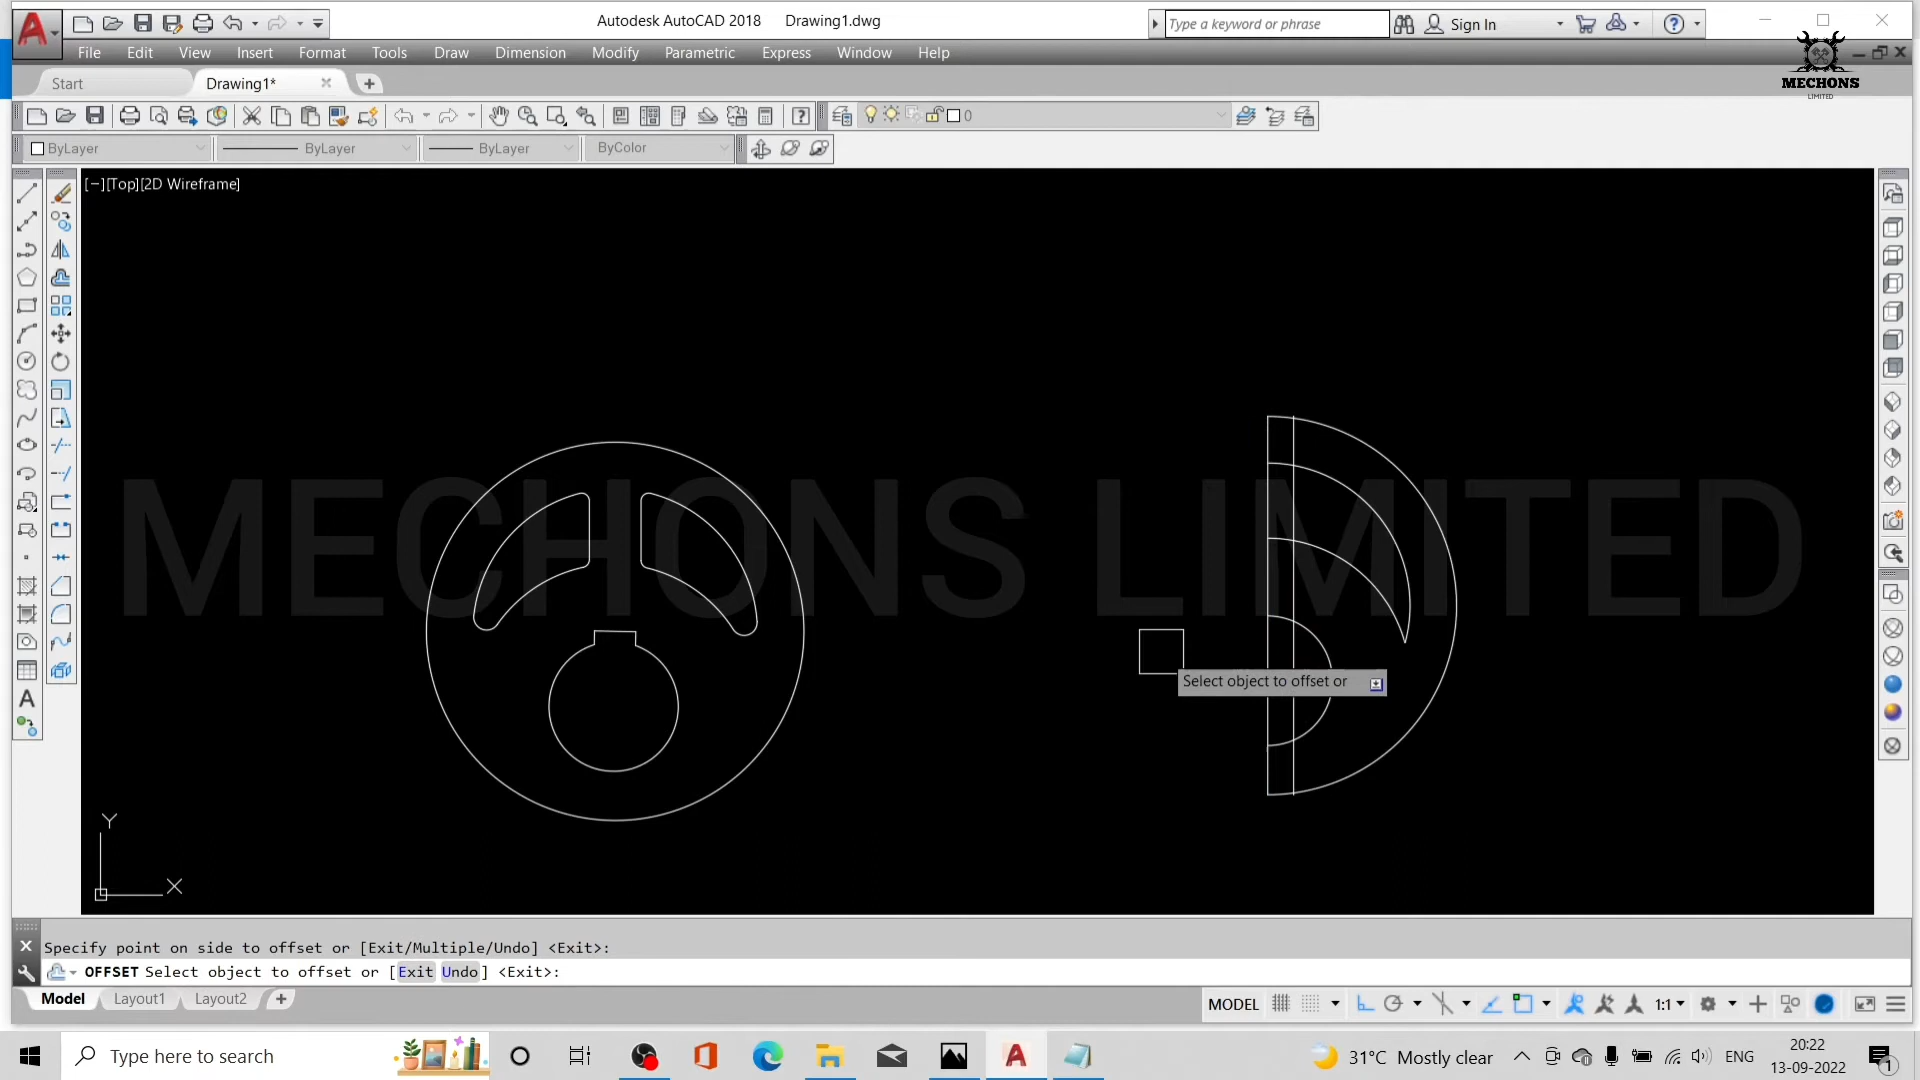 Autodesk AutoCAD 2018 Drawing1.dwg
Type a keyword or phrase
Sign In
File Edit View Insert Format Tools Draw Dimension Modify Parametric Express Window Help
MECHONS
LIMITED
Start
Drawing1*
0
ByLayer
ByLayer
ByLayer
ByColor
[−][Top][2D Wireframe]
MECHONS LIMITED
Select object to offset or
Y
X
Specify point on side to offset or [Exit/Multiple/Undo] <Exit>:
OFFSET Select object to offset or [Exit Undo] <Exit>:
Model Layout1 Layout2
MODEL
1:1
Type here to search
31°C Mostly clear
ENG
20:22
13-09-2022
1